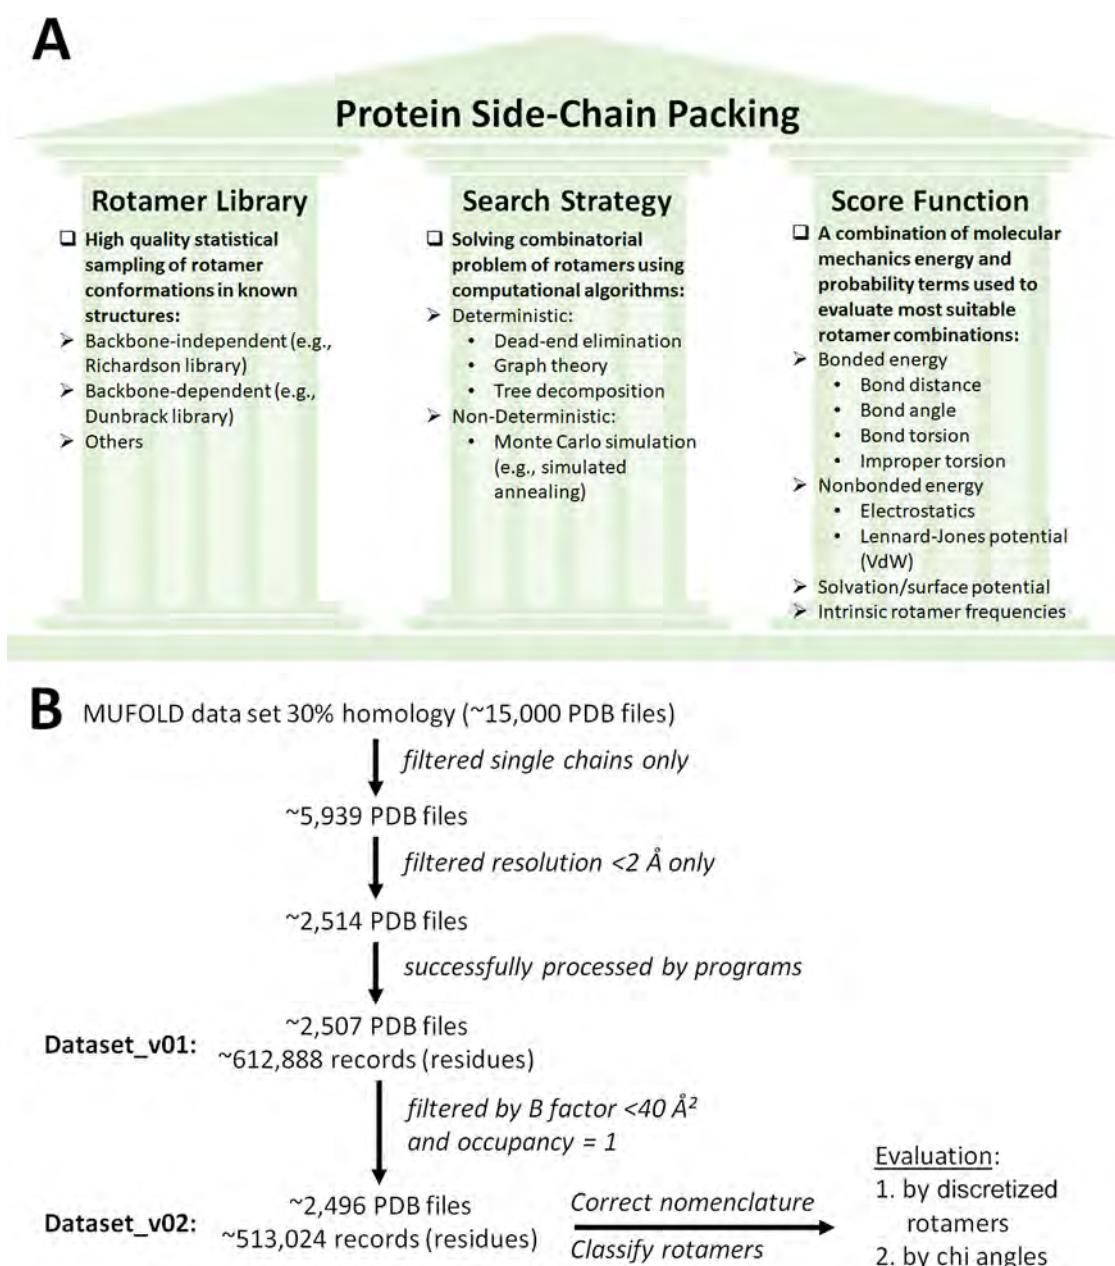 A
Protein Side-Chain Packing
Rotamer Library
❑ High quality statistical
sampling of rotamer
conformations in known
structures:
➢ Backbone-independent (e.g.,
Richardson library)
➢ Backbone-dependent (e.g.,
Dunbrack library)
➢ Others
Search Strategy
❑ Solving combinatorial
problem of rotamers using
computational algorithms:
➢ Deterministic:
• Dead-end elimination
• Graph theory
• Tree decomposition
➢ Non-Deterministic:
• Monte Carlo simulation
(e.g., simulated
annealing)
Score Function
❑ A combination of molecular
mechanics energy and
probability terms used to
evaluate most suitable
rotamer combinations:
➢ Bonded energy
• Bond distance
• Bond angle
• Bond torsion
• Improper torsion
➢ Nonbonded energy
• Electrostatics
• Lennard-Jones potential
(VdW)
➢ Solvation/surface potential
➢ Intrinsic rotamer frequencies
B
MUFOLD data set 30% homology (~15,000 PDB files)
filtered single chains only
~5,939 PDB files
filtered resolution <2 Å only
~2,514 PDB files
successfully processed by programs
Dataset_v01:
~2,507 PDB files
~612,888 records (residues)
filtered by B factor <40 Å²
and occupancy = 1
Dataset_v02:
~2,496 PDB files
~513,024 records (residues)
Correct nomenclature
Classify rotamers
Evaluation:
1. by discretized
rotamers
2. by chi angles